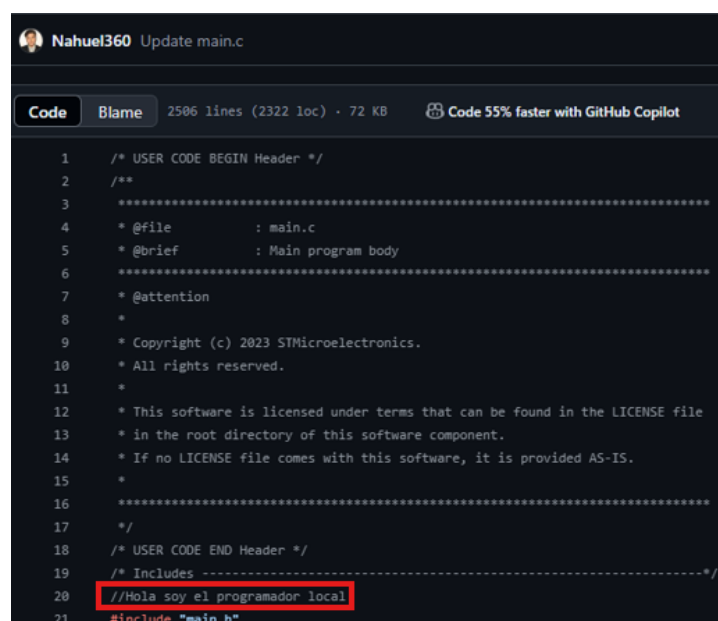 Nahuel360 Update main.c
Code Blame 2506 lines (2322 loc) · 72 KB Code 55% faster with GitHub Copilot
1 /* USER CODE BEGIN Header */
2 /**
3 ******************************************************************************
4 * @file : main.c
5 * @brief : Main program body
6 ******************************************************************************
7 * @attention
8 *
9 * Copyright (c) 2023 STMicroelectronics.
10 * All rights reserved.
11 *
12 * This software is licensed under terms that can be found in the LICENSE file
13 * in the root directory of this software component.
14 * If no LICENSE file comes with this software, it is provided AS-IS.
15 *
16 ******************************************************************************
17 */
18 /* USER CODE END Header */
19 /* Includes ------------------------------------------------------------------*/
20 //Hola soy el programador local
21 #include "main.h"